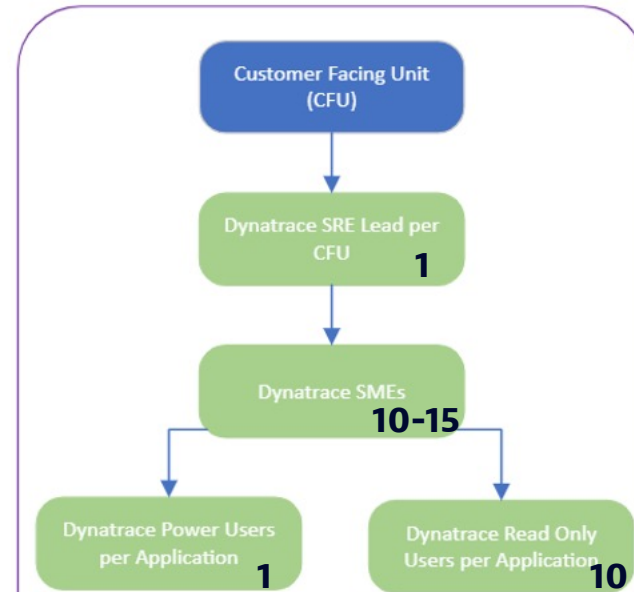 Customer Facing Unit
(CFU)
Dynatrace SRE Lead per
CFU
1
Dynatrace SMEs
10-15
Dynatrace Power Users
per Application
1
Dynatrace Read Only
Users per Application
10